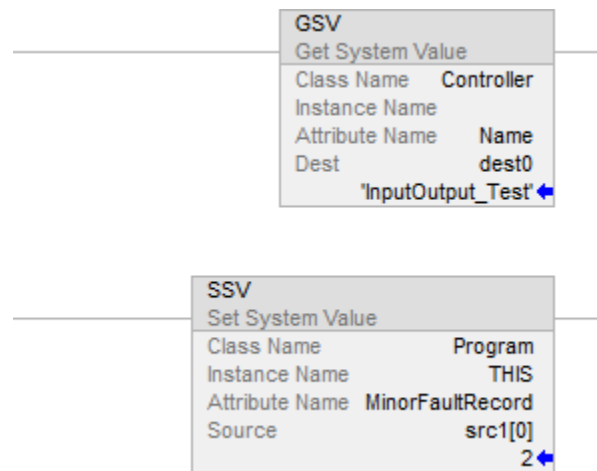 GSV
Get System Value
Class Name Controller
Instance Name
Attribute Name Name
Dest dest0
'InputOutput_Test'
SSV
Set System Value
Class Name Program
Instance Name THIS
Attribute Name MinorFaultRecord
Source src1[0]
2